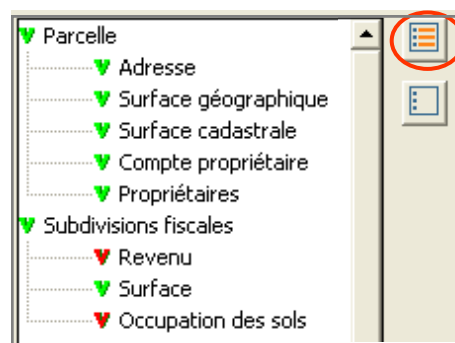 Parcelle
Adresse
Surface géographique
Surface cadastrale
Compte propriétaire
Propriétaires
Subdivisions fiscales
Revenu
Surface
Occupation des sols